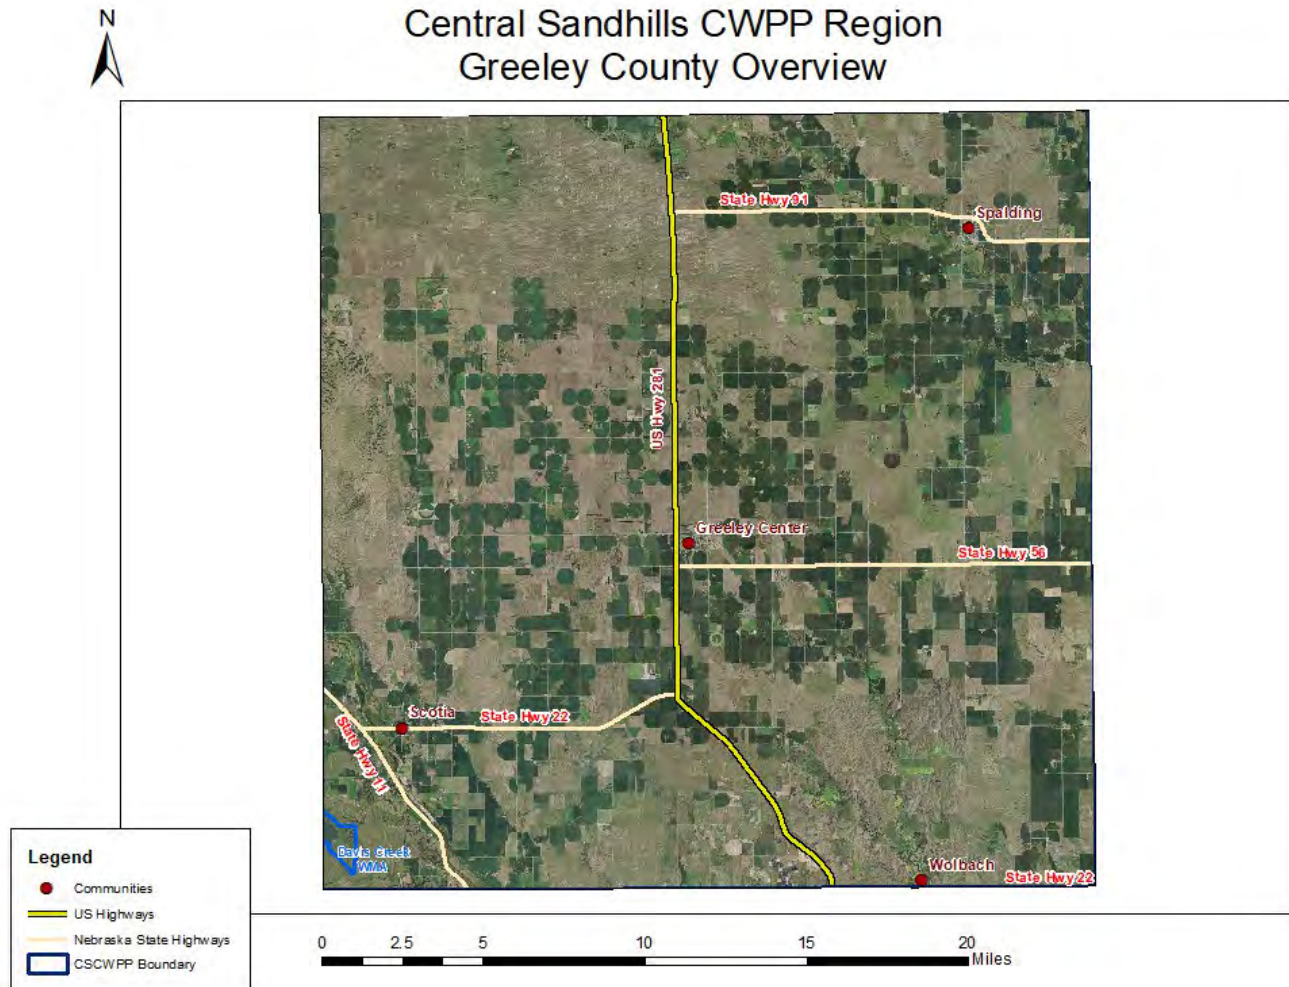 N
Central Sandhills CWPP Region
Greeley County Overview
State Hwy 91
Spalding
US Hwy 281
Greeley Center
State Hwy 56
Scotia
State Hwy 22
State Hwy 11
Davis Creek
WMA
Wolbach
State Hwy 22
Legend
Communities
US Highways
Nebraska State Highways
CSCWPP Boundary
0 2.5 5 10 15 20
Miles